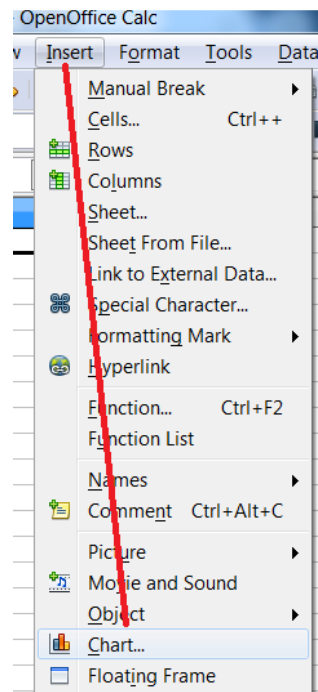 OpenOffice Calc
Insert Format Tools Data
Manual Break
Cells... Ctrl++
Rows
Columns
Sheet...
Sheet From File...
Link to External Data...
Special Character...
Formatting Mark
Hyperlink
Function... Ctrl+F2
Function List
Names
Comment Ctrl+Alt+C
Picture
Movie and Sound
Object
Chart...
Floating Frame